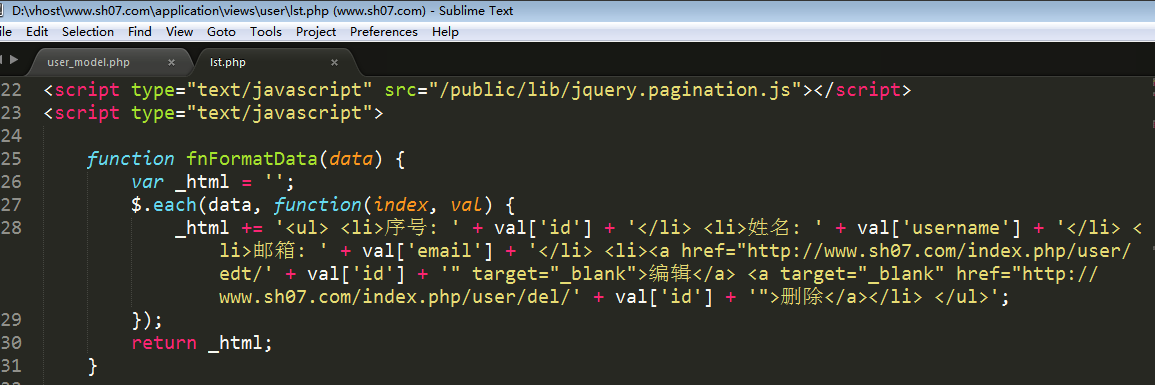 D:\vhost\www.sh07.com\application\views\user\lst.php (www.sh07.com) - Sublime Text
ile Edit Selection Find View Goto Tools Project Preferences Help
user_model.php × lst.php ×
22 <script type="text/javascript" src="/public/lib/jquery.pagination.js"></script>
23 <script type="text/javascript">
24
25 function fnFormatData(data) {
26 var _html = '';
27 $.each(data, function(index, val) {
28 _html += '<ul> <li>序号: ' + val['id'] + '</li> <li>姓名: ' + val['username'] + '</li> <
li>邮箱: ' + val['email'] + '</li> <li><a href="http://www.sh07.com/index.php/user/
edt/' + val['id'] + '" target="_blank">编辑</a> <a target="_blank" href="http://
www.sh07.com/index.php/user/del/' + val['id'] + '">删除</a></li> </ul>';
29 });
30 return _html;
31 }